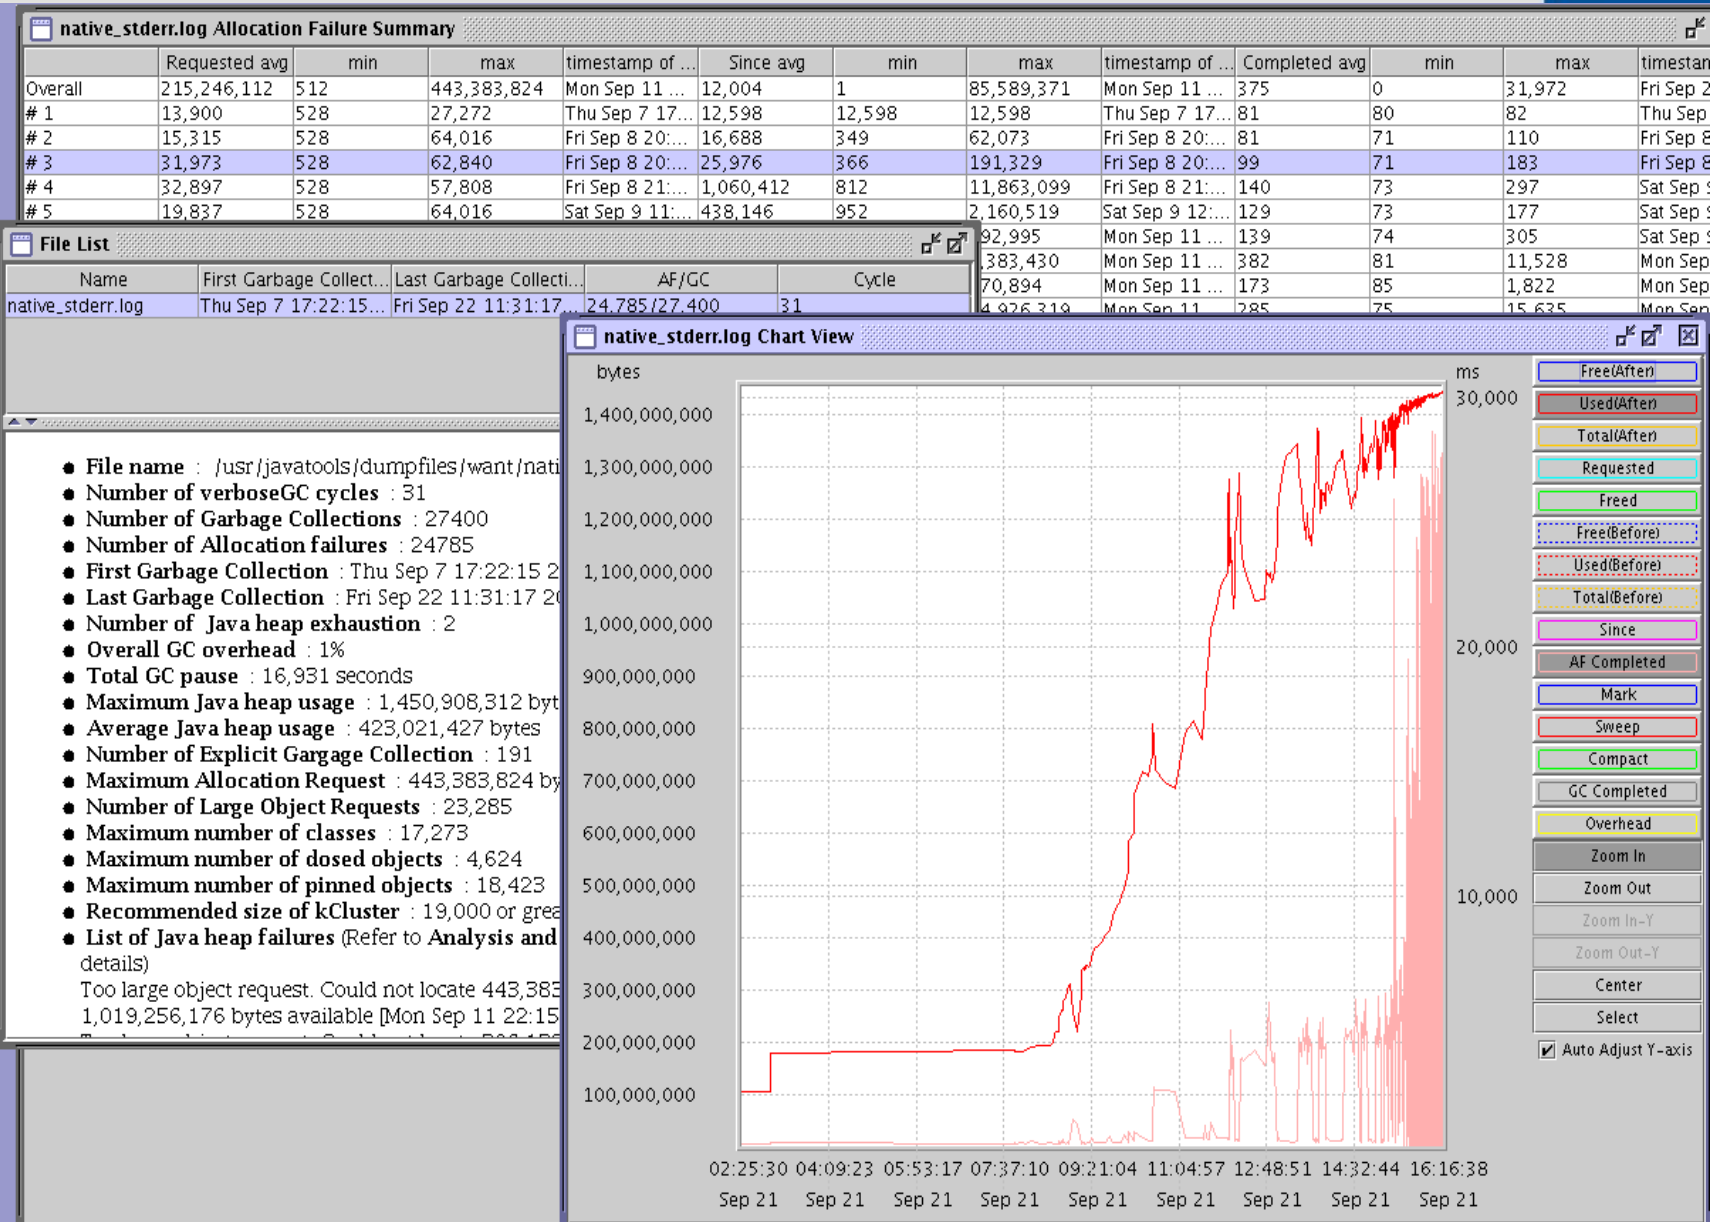 native_stderr.log Allocation Failure Summary
Requested avg min max timestamp of ... Since avg min max timestamp of ... Completed avg min max timestam
Overall 215,246,112 512 443,383,824 Mon Sep 11 ... 12,004 1 85,589,371 Mon Sep 11 ... 375 0 31,972 Fri Sep 2
# 1 13,900 528 27,272 Thu Sep 7 17... 12,598 12,598 12,598 Thu Sep 7 17... 81 80 82 Thu Sep
# 2 15,315 528 64,016 Fri Sep 8 20:... 16,688 349 62,073 Fri Sep 8 20:... 81 71 110 Fri Sep 8
# 3 31,973 528 62,840 Fri Sep 8 20:... 25,976 366 191,329 Fri Sep 8 20:... 99 71 183 Fri Sep 8
# 4 32,897 528 57,808 Fri Sep 8 21:... 1,060,412 812 11,863,099 Fri Sep 8 21:... 140 73 297 Sat Sep
# 5 19,837 528 64,016 Sat Sep 9 11:... 438,146 952 2,160,519 Sat Sep 9 12:... 129 73 177 Sat Sep
92,995 Mon Sep 11 ... 139 74 305 Sat Sep
,383,430 Mon Sep 11 ... 382 81 11,528 Mon Sep
70,894 Mon Sep 11 ... 173 85 1,822 Mon Sep
4,926,319 Mon Sep 11 285 75 15,635 Mon Sep
File List
Name First Garbage Collect... Last Garbage Collecti... AF/GC Cycle
native_stderr.log Thu Sep 7 17:22:15... Fri Sep 22 11:31:17... 24,785/27,400 31
File name : /usr/javatools/dumpfiles/want/nati
Number of verboseGC cycles : 31
Number of Garbage Collections : 27400
Number of Allocation failures : 24785
First Garbage Collection : Thu Sep 7 17:22:15 2
Last Garbage Collection : Fri Sep 22 11:31:17 20
Number of Java heap exhaustion : 2
Overall GC overhead : 1%
Total GC pause : 16,931 seconds
Maximum Java heap usage : 1,450,908,312 byt
Average Java heap usage : 423,021,427 bytes
Number of Explicit Gargage Collection : 191
Maximum Allocation Request : 443,383,824 by
Number of Large Object Requests : 23,285
Maximum number of classes : 17,273
Maximum number of dosed objects : 4,624
Maximum number of pinned objects : 18,423
Recommended size of kCluster : 19,000 or grea
List of Java heap failures (Refer to Analysis and
details)
Too large object request. Could not locate 443,383
1,019,256,176 bytes available [Mon Sep 11 22:15
native_stderr.log Chart View
bytes
1,400,000,000
1,300,000,000
1,200,000,000
1,100,000,000
1,000,000,000
900,000,000
800,000,000
700,000,000
600,000,000
500,000,000
400,000,000
300,000,000
200,000,000
100,000,000
02:25:30 04:09:23 05:53:17 07:37:10 09:21:04 11:04:57 12:48:51 14:32:44 16:16:38
Sep 21 Sep 21 Sep 21 Sep 21 Sep 21 Sep 21 Sep 21 Sep 21 Sep 21
ms
30,000
20,000
10,000
Free(After)
Used(After)
Total(After)
Requested
Freed
Free(Before)
Used(Before)
Total(Before)
Since
AF Completed
Mark
Sweep
Compact
GC Completed
Overhead
Zoom In
Zoom Out
Zoom In-Y
Zoom Out-Y
Center
Select
Auto Adjust Y-axis